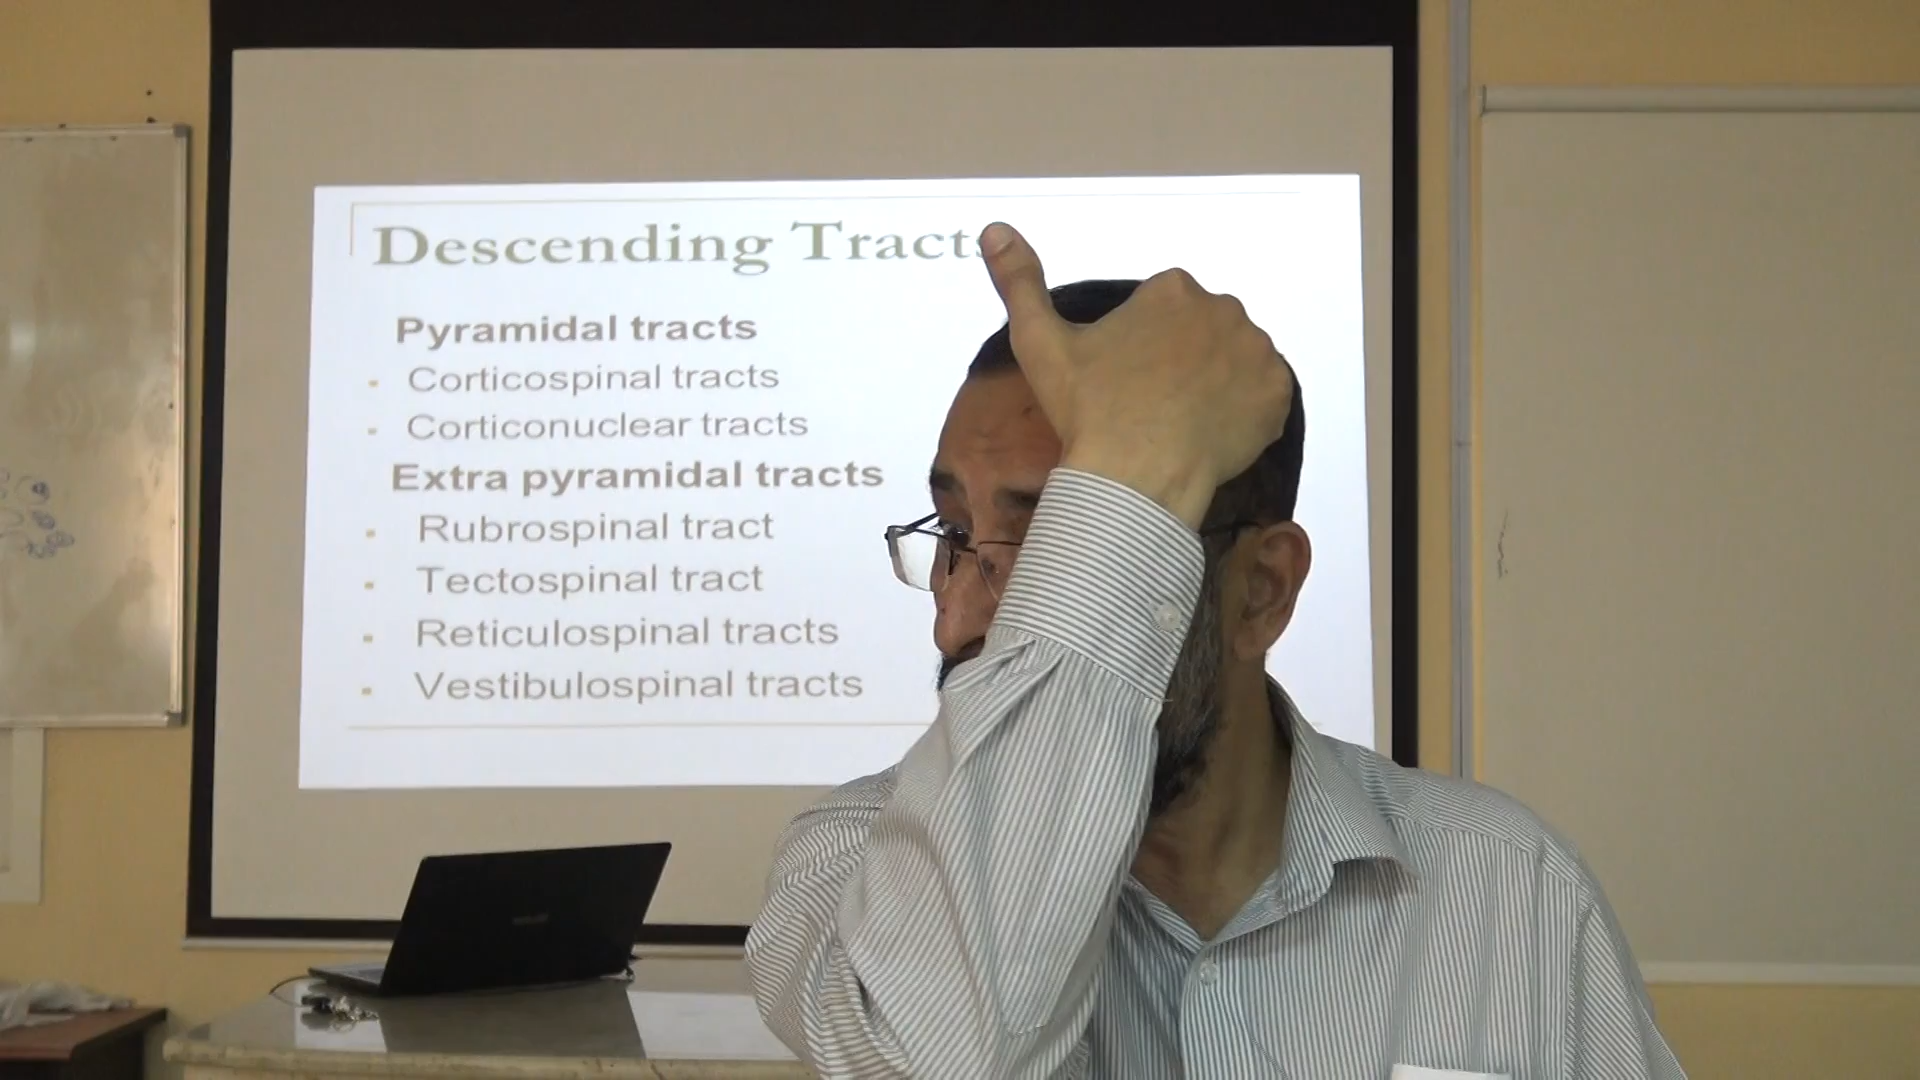 Descending Tracts
Pyramidal tracts
Corticospinal tracts
Corticonuclear tracts
Extra pyramidal tracts
Rubrospinal tract
Tectospinal tract
Reticulospinal tracts
Vestibulospinal tracts